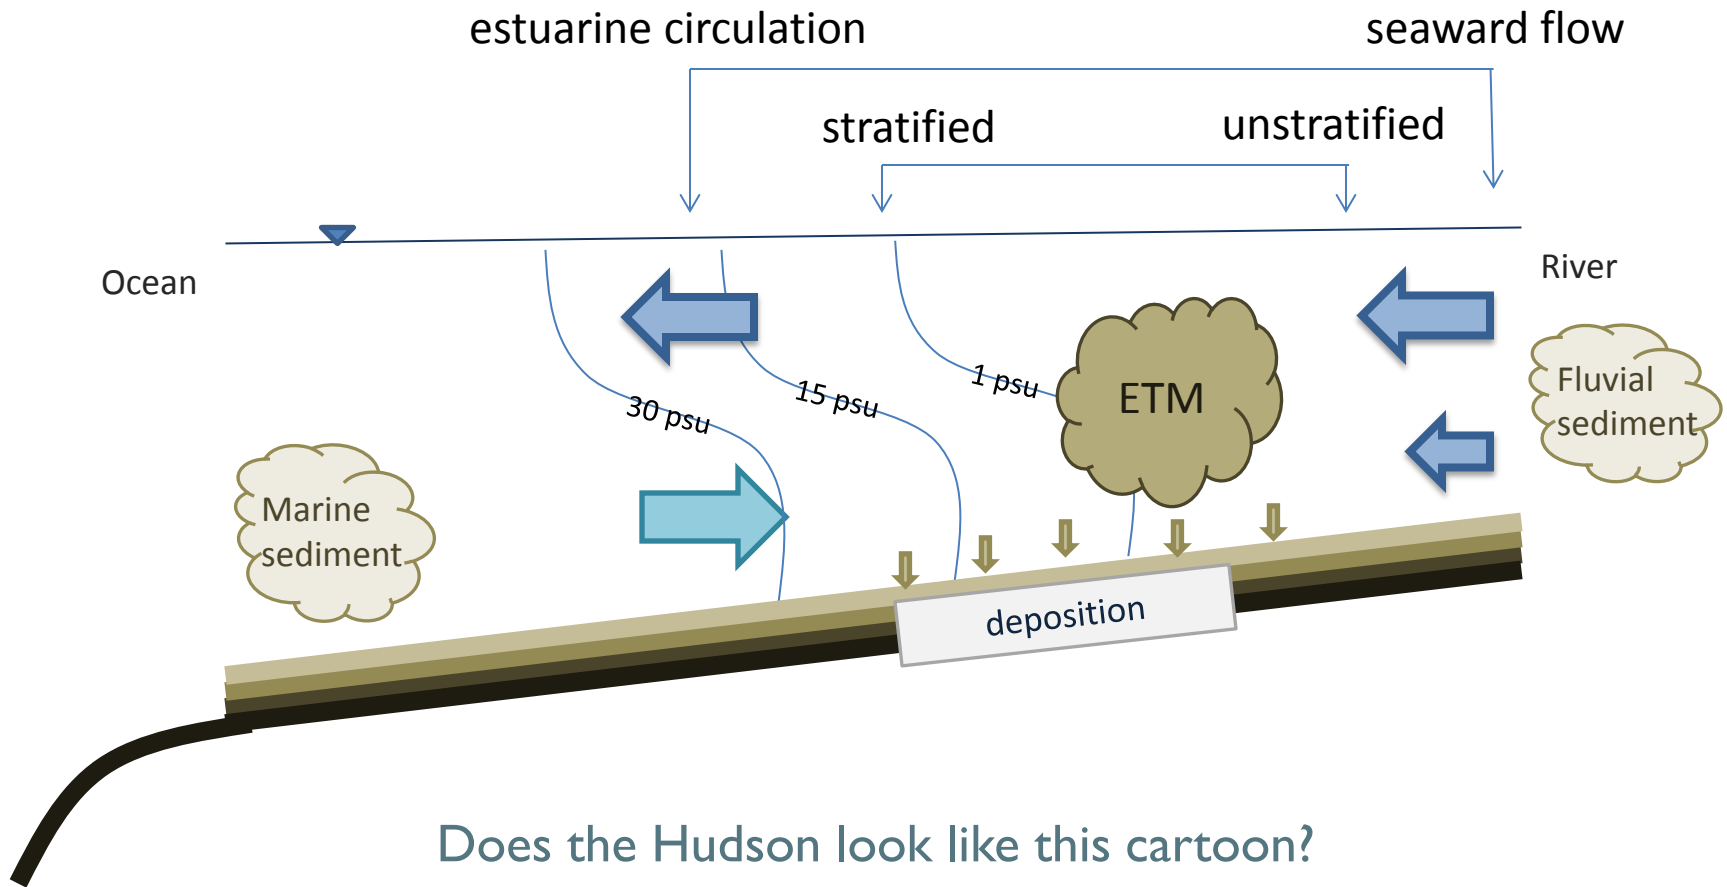 estuarine circulation
seaward flow
stratified
unstratified
Ocean
River
30 psu
15 psu
1 psu
ETM
Fluvial
sediment
Marine
sediment
deposition
Does the Hudson look like this cartoon?